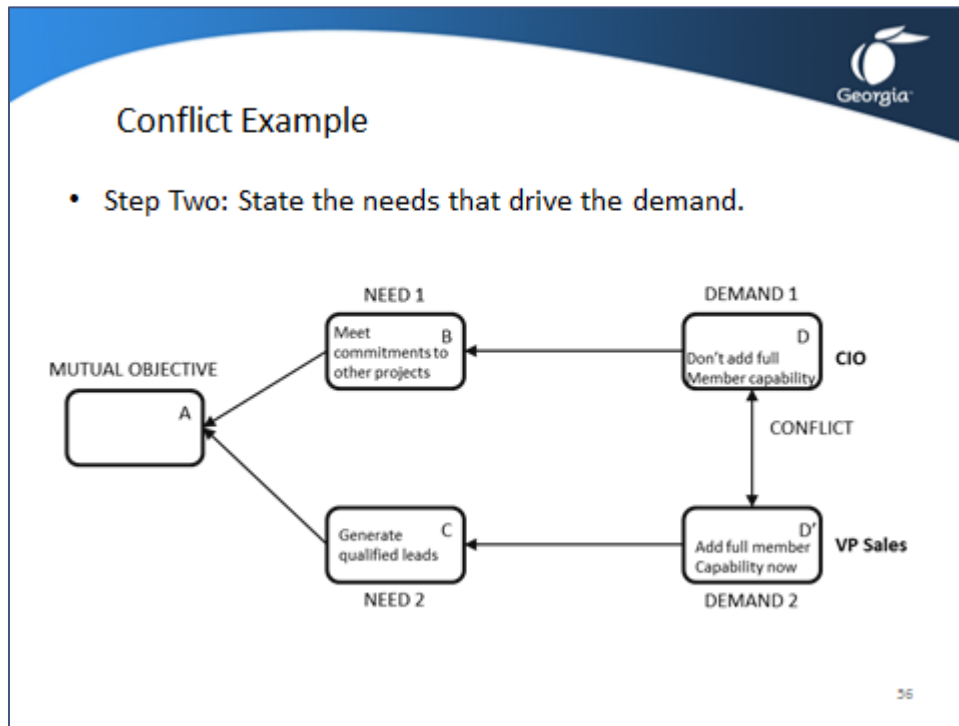 Georgia
Conflict Example
• Step Two: State the needs that drive the demand.
NEED 1
DEMAND 1
Meet
commitments to
other projects
B
D
Don't add full
Member capability
CIO
MUTUAL OBJECTIVE
A
CONFLICT
Generate
qualified leads
C
D'
Add full member
Capability now
VP Sales
NEED 2
DEMAND 2
36